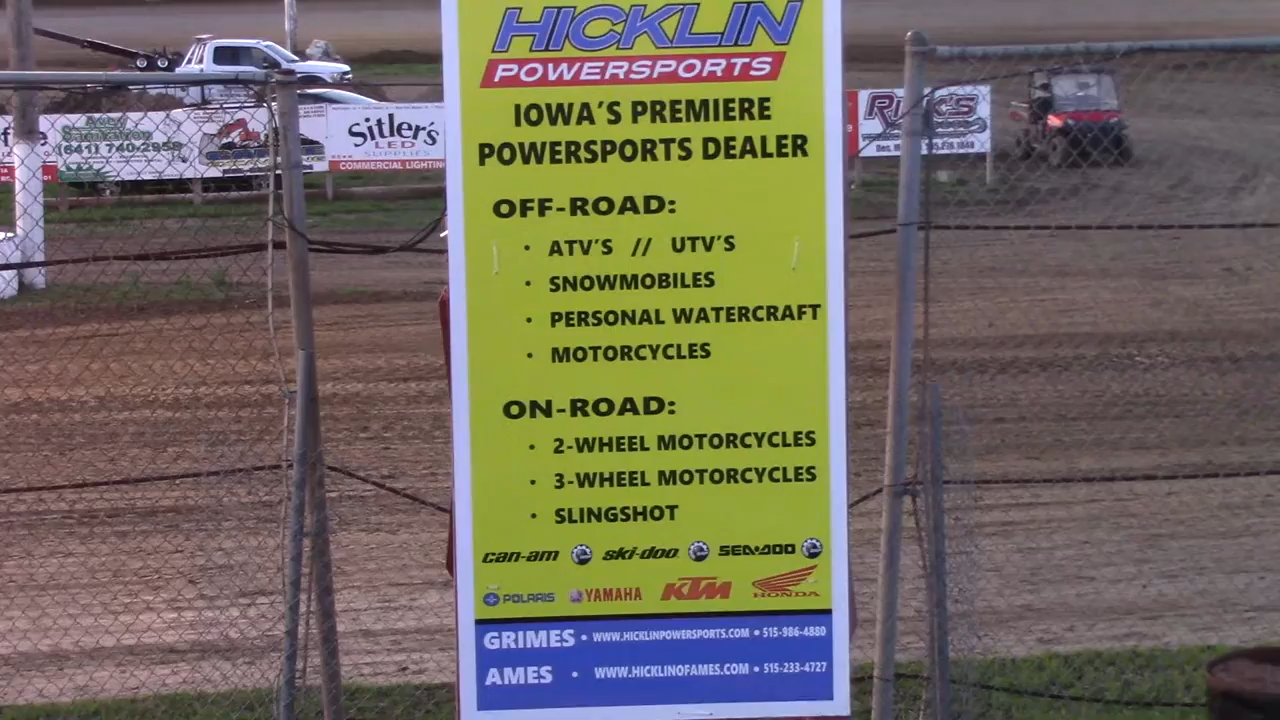 HICKLIN
POWERSPORTS
IOWA'S PREMIERE
POWERSPORTS DEALER
OFF-ROAD:
• ATV'S // UTV'S
• SNOWMOBILES
• PERSONAL WATERCRAFT
• MOTORCYCLES
ON-ROAD:
• 2-WHEEL MOTORCYCLES
• 3-WHEEL MOTORCYCLES
• SLINGSHOT
can-am ski-doo SEA-DOO
POLARIS YAMAHA KTM HONDA
GRIMES • WWW.HICKLINPOWERSPORTS.COM • 515-986-4880
AMES • WWW.HICKLINOFAMES.COM • 515-233-4727
(641) 740-2958
Sitler's
LED
SUPPLIES
COMMERCIAL LIGHTING